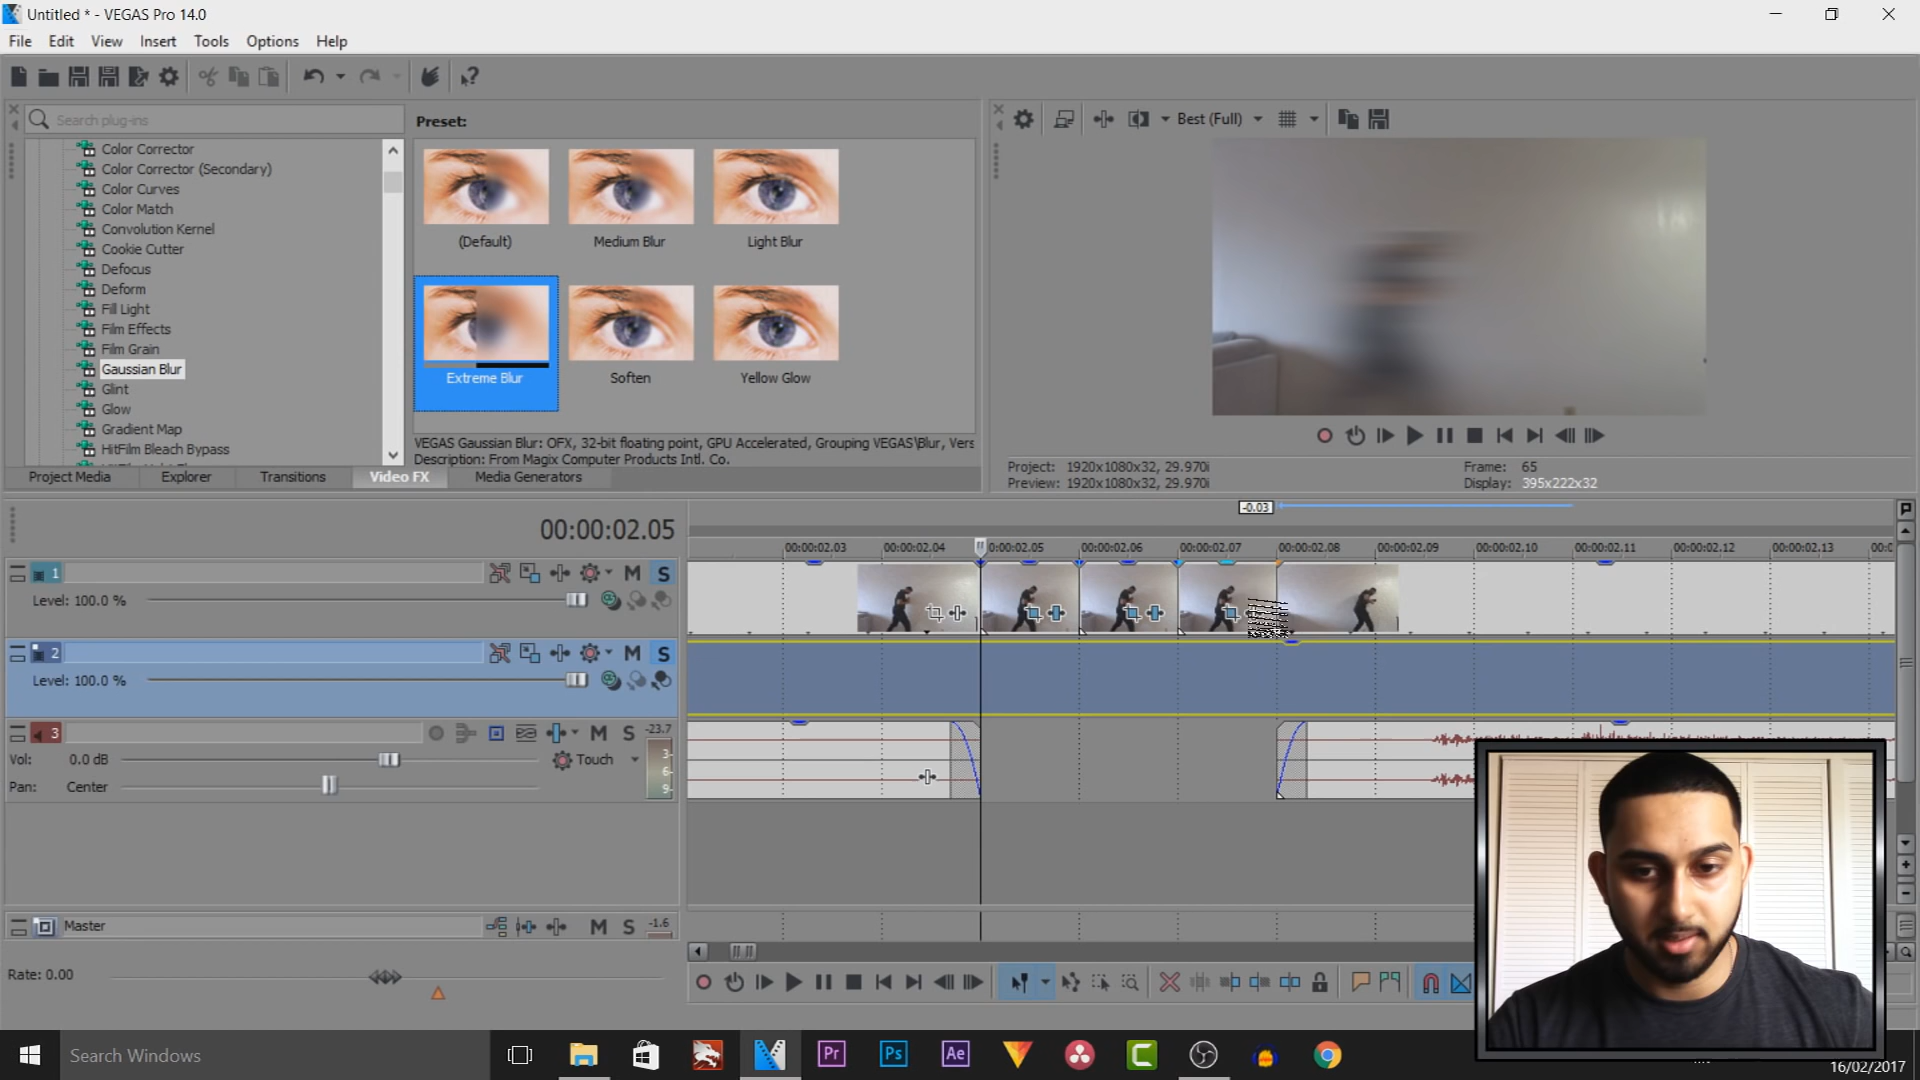 Untitled * - VEGAS Pro 14.0
File Edit View Insert Tools Options Help
Search plug-ins
Color Corrector
Color Corrector (Secondary)
Color Curves
Color Match
Convolution Kernel
Cookie Cutter
Defocus
Deform
Fill Light
Film Effects
Film Grain
Gaussian Blur
Glint
Glow
Gradient Map
HitFilm Bleach Bypass
Preset:
(Default) Medium Blur Light Blur
Extreme Blur Soften Yellow Glow
VEGAS Gaussian Blur: OFX, 32-bit floating point, GPU Accelerated, Grouping VEGAS\Blur, Vers
Description: From Magix Computer Products Intl. Co.
Project Media Explorer Transitions Video FX Media Generators
Best (Full)
Project: 1920x1080x32, 29.970i
Preview: 1920x1080x32, 29.970i
Frame: 65
Display: 395x222x32
-0.03
00:00:02.05
00:00:02.03 00:00:02.04 0:00:02.05 00:00:02.06 00:00:02.07 00:00:02.08 00:00:02.09 00:00:02.10 00:00:02.11 00:00:02.12 00:00:02.13 00:0
1 M S
Level: 100.0 %
2 M S
Level: 100.0 %
3 M S -23.7
Vol: 0.0 dB Touch
Pan: Center
3
6
9
Master M S -1.6
Rate: 0.00
Search Windows
Pr Ps Ae
16/02/2017